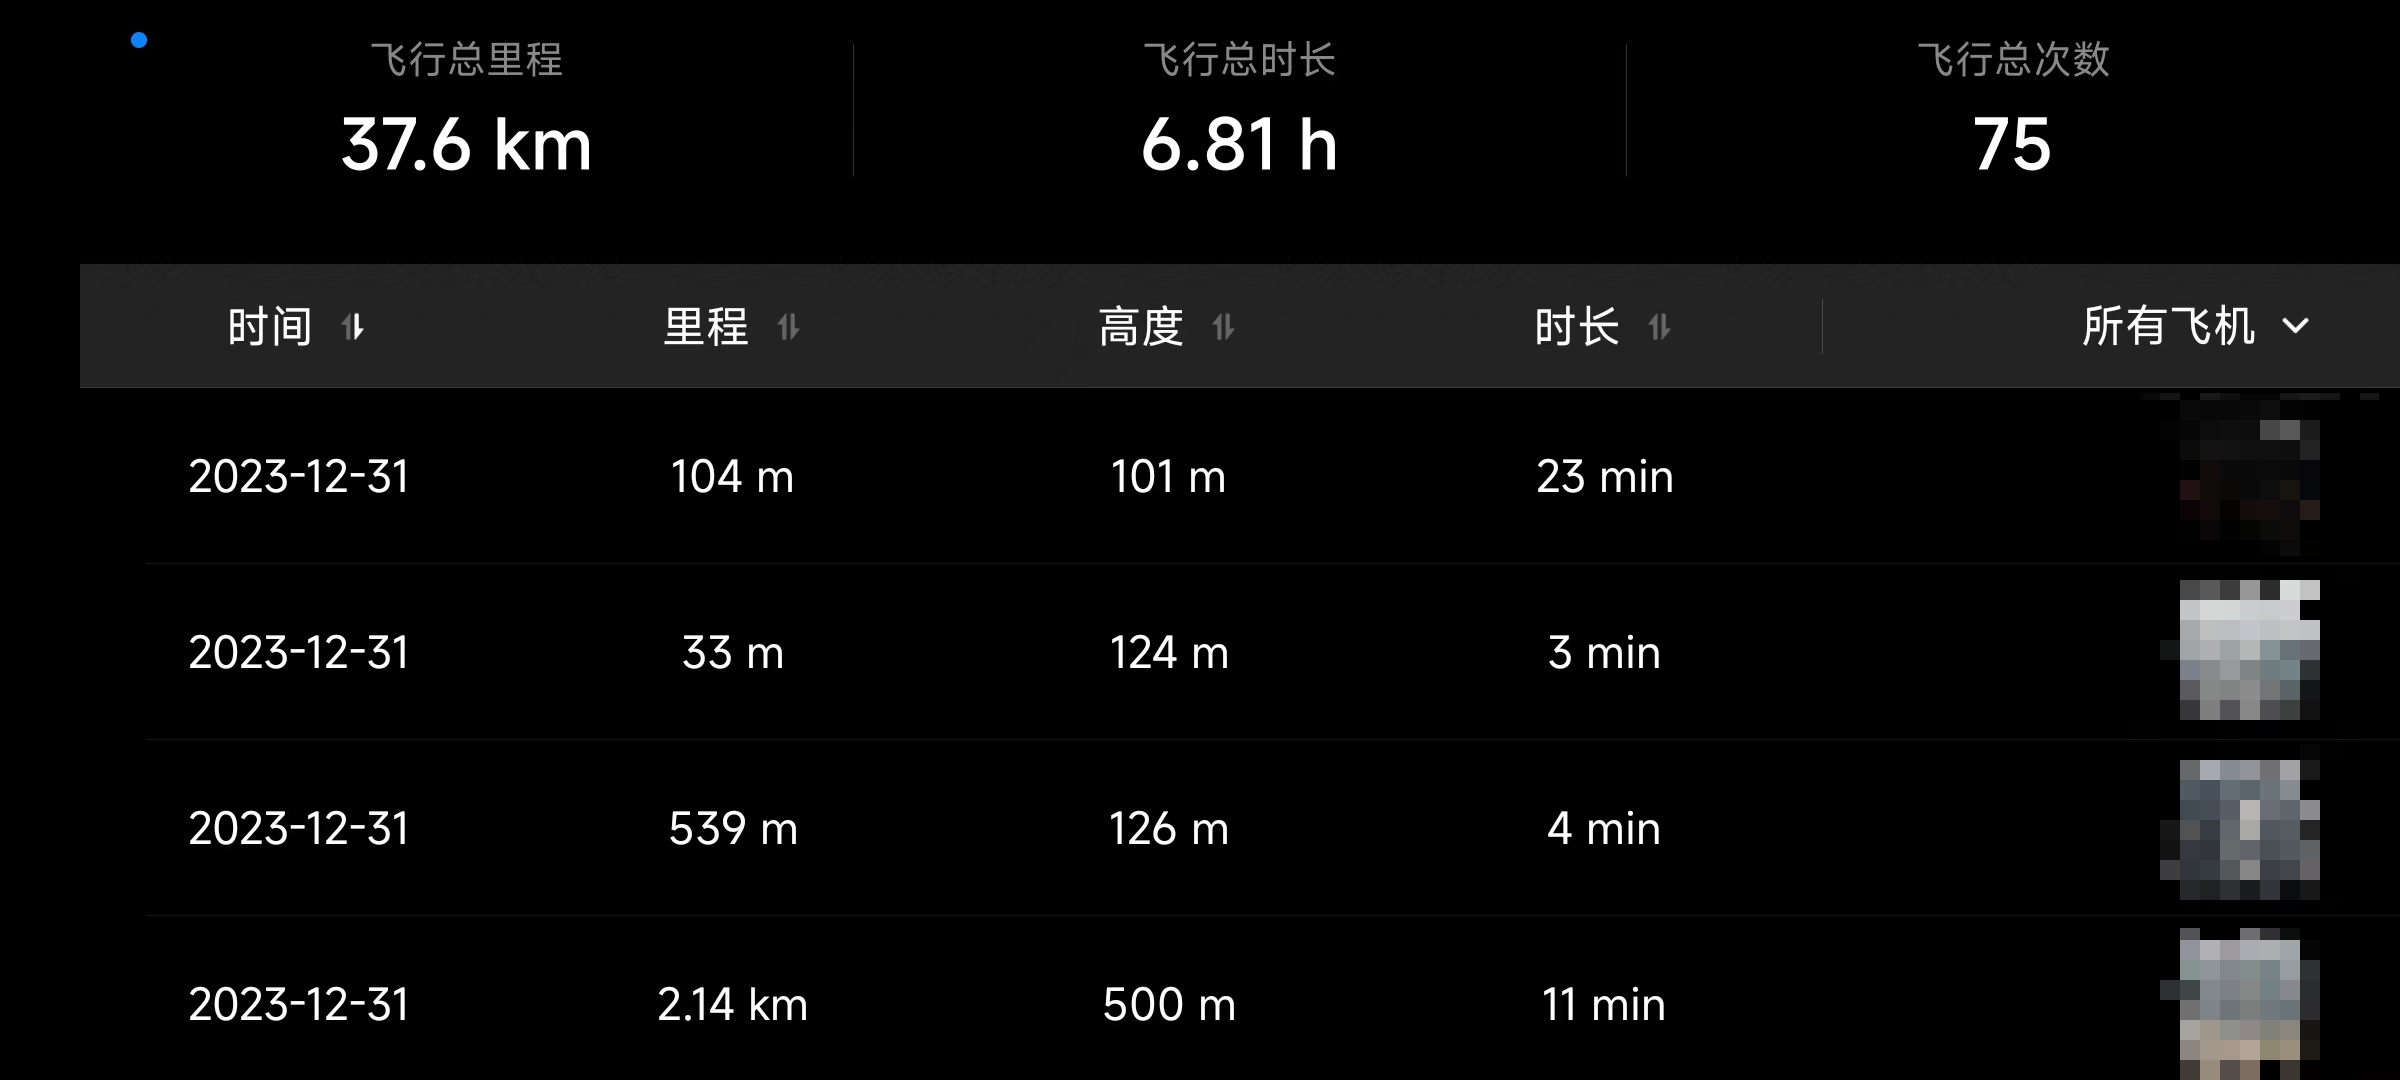 飞行总里程 飞行总时长 飞行总次数
37.6 km 6.81 h 75
时间 里程 高度 时长 所有飞机
2023-12-31 104 m 101 m 23 min
2023-12-31 33 m 124 m 3 min
2023-12-31 539 m 126 m 4 min
2023-12-31 2.14 km 500 m 11 min